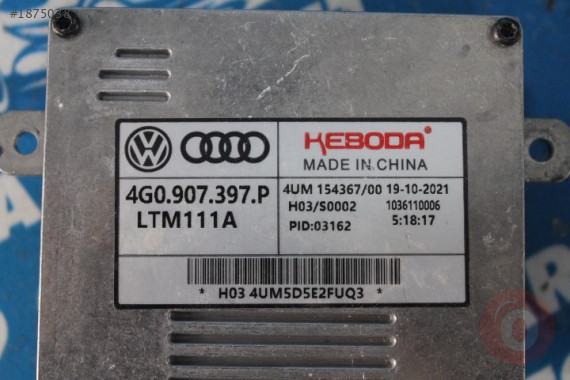 #1875038
KEBODA
MADE IN CHINA
4G0.907.397.P
LTM111A
4UM 154367/00 19-10-2021
H03/S0002 1036110006
PID:03162 5:18:17
* H03 4UM5D5E2FUQ3 *